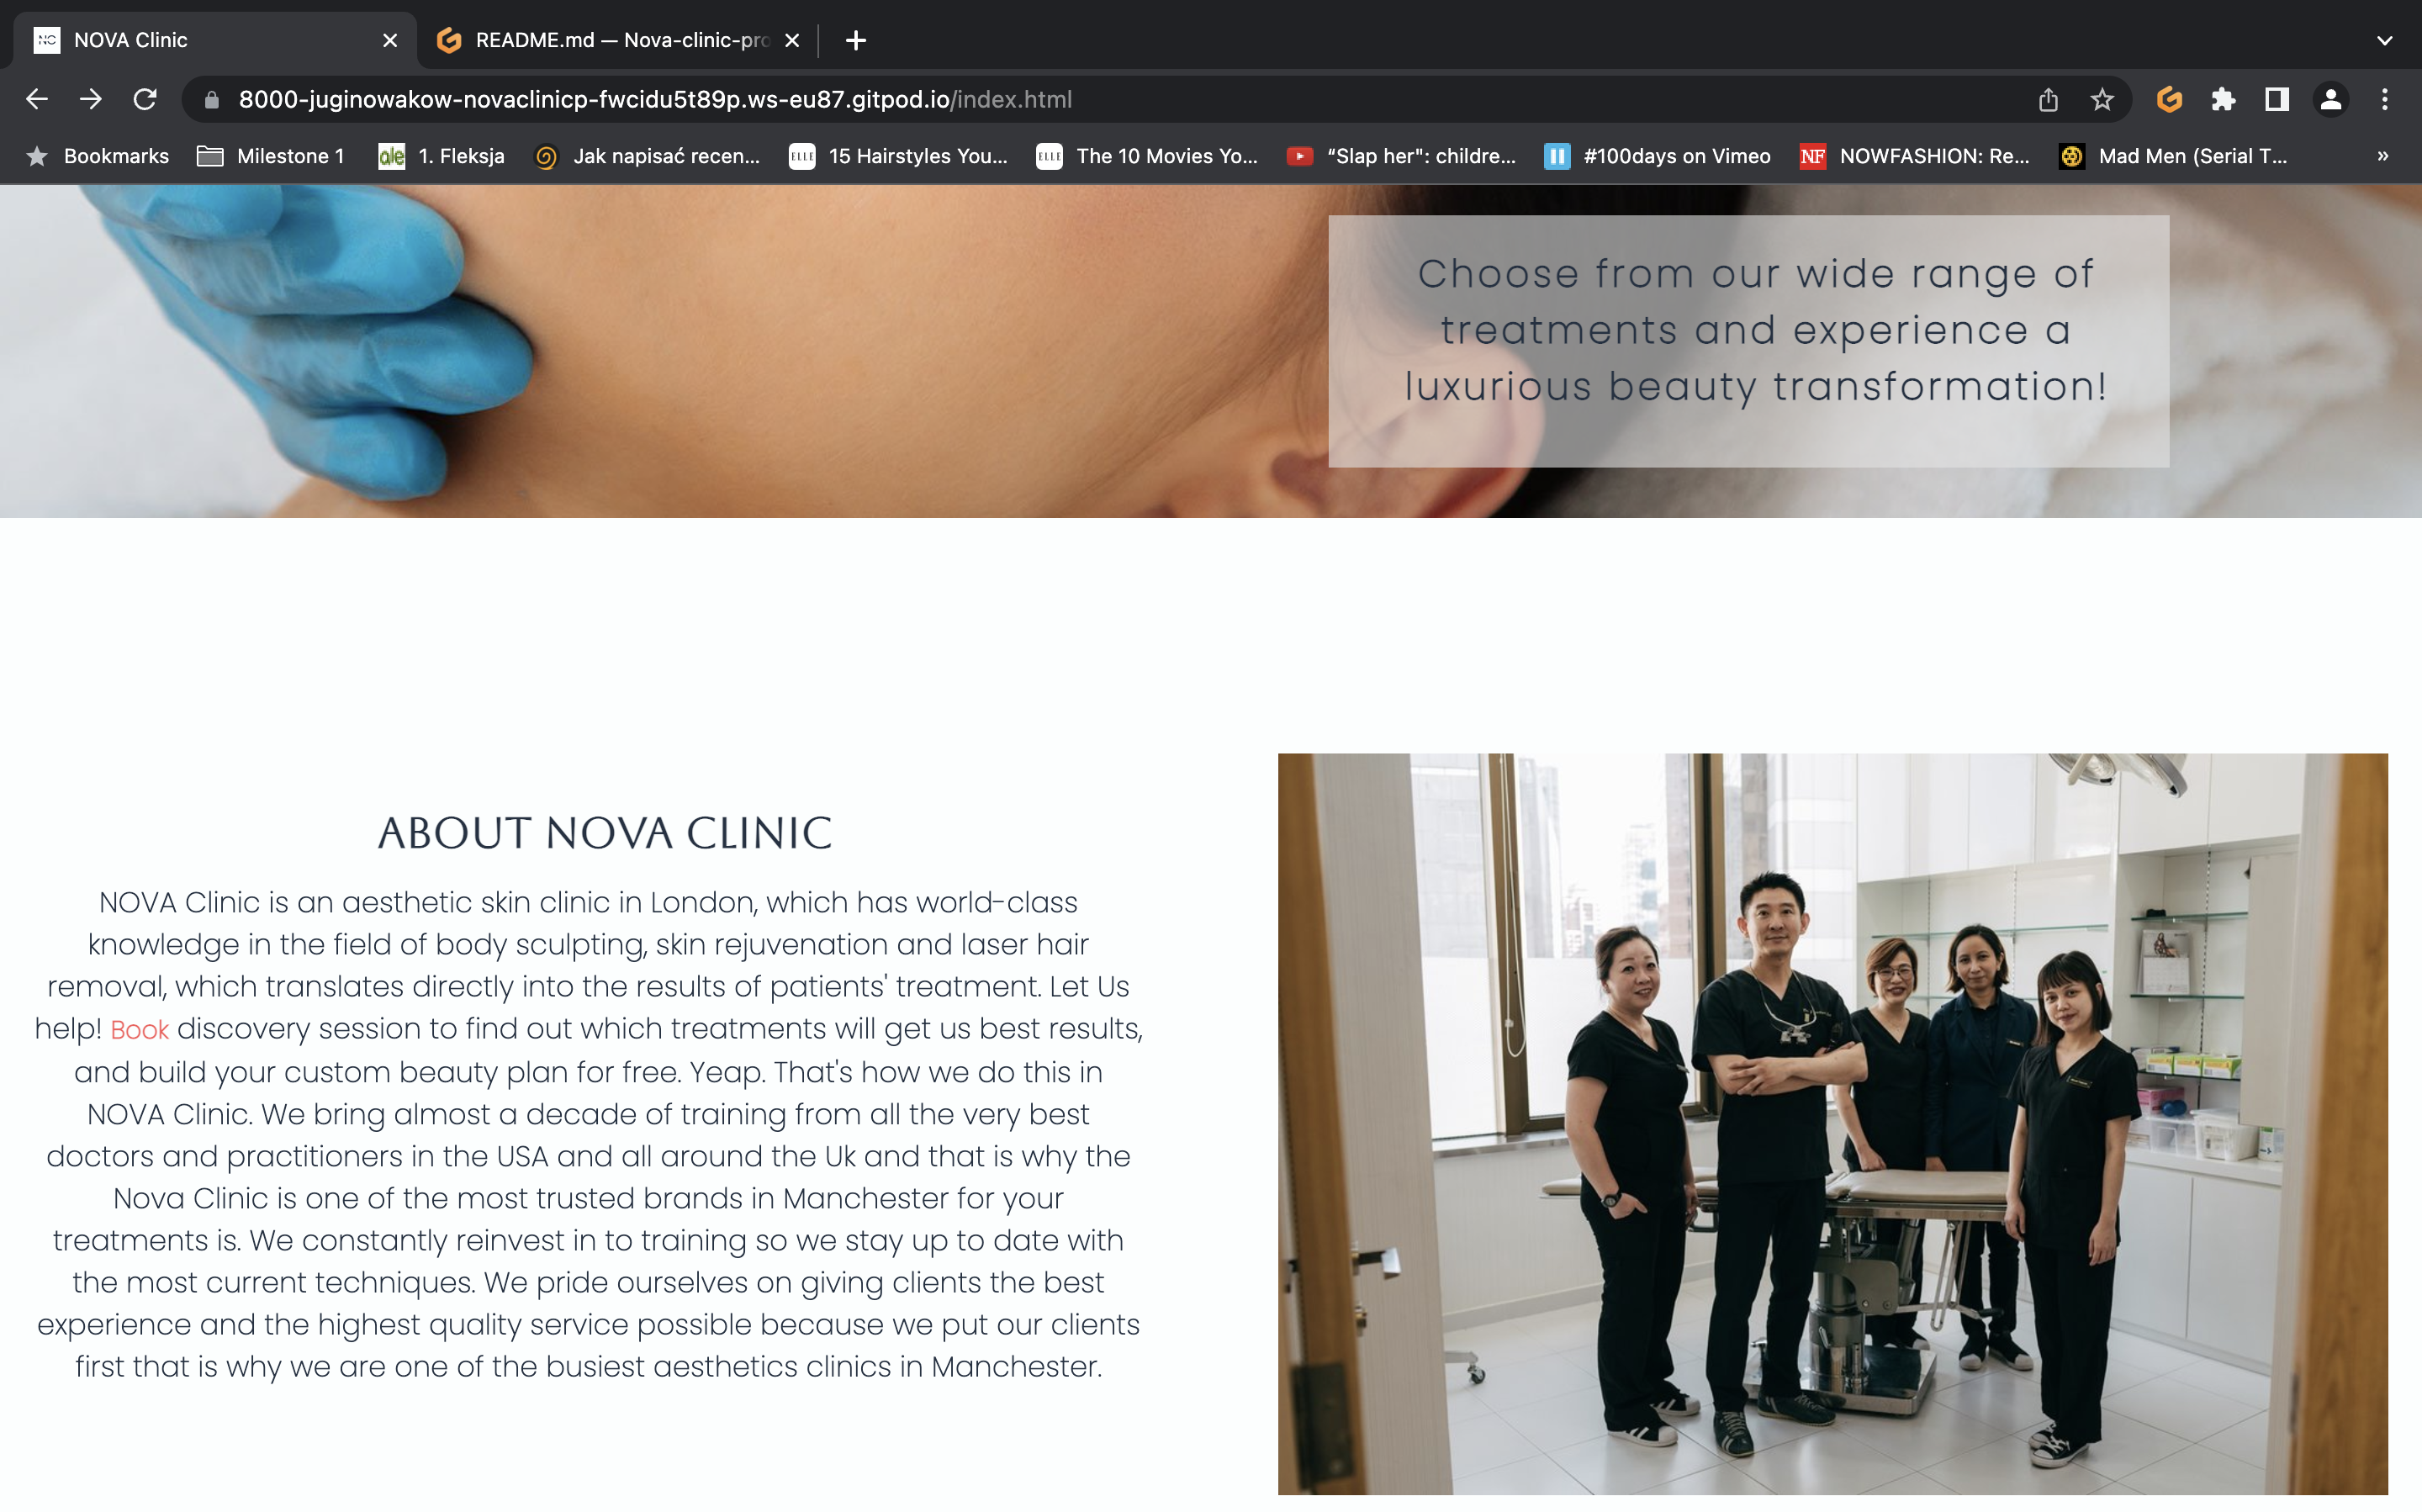 NOVA Clinic
README.md — Nova-clinic-pro
8000-juginowakow-novaclinicp-fwcidu5t89p.ws-eu87.gitpod.io/index.html
Bookmarks Milestone 1 ale 1. Fleksja Jak napisać recen... ELLE 15 Hairstyles You... ELLE The 10 Movies Yo... “Slap her": childre... #100days on Vimeo NF NOWFASHION: Re... Mad Men (Serial T... »
Choose from our wide range of
treatments and experience a
luxurious beauty transformation!
ABOUT NOVA CLINIC
NOVA Clinic is an aesthetic skin clinic in London, which has world-class
knowledge in the field of body sculpting, skin rejuvenation and laser hair
removal, which translates directly into the results of patients' treatment. Let Us
help! Book discovery session to find out which treatments will get us best results,
and build your custom beauty plan for free. Yeap. That's how we do this in
NOVA Clinic. We bring almost a decade of training from all the very best
doctors and practitioners in the USA and all around the Uk and that is why the
Nova Clinic is one of the most trusted brands in Manchester for your
treatments is. We constantly reinvest in to training so we stay up to date with
the most current techniques. We pride ourselves on giving clients the best
experience and the highest quality service possible because we put our clients
first that is why we are one of the busiest aesthetics clinics in Manchester.